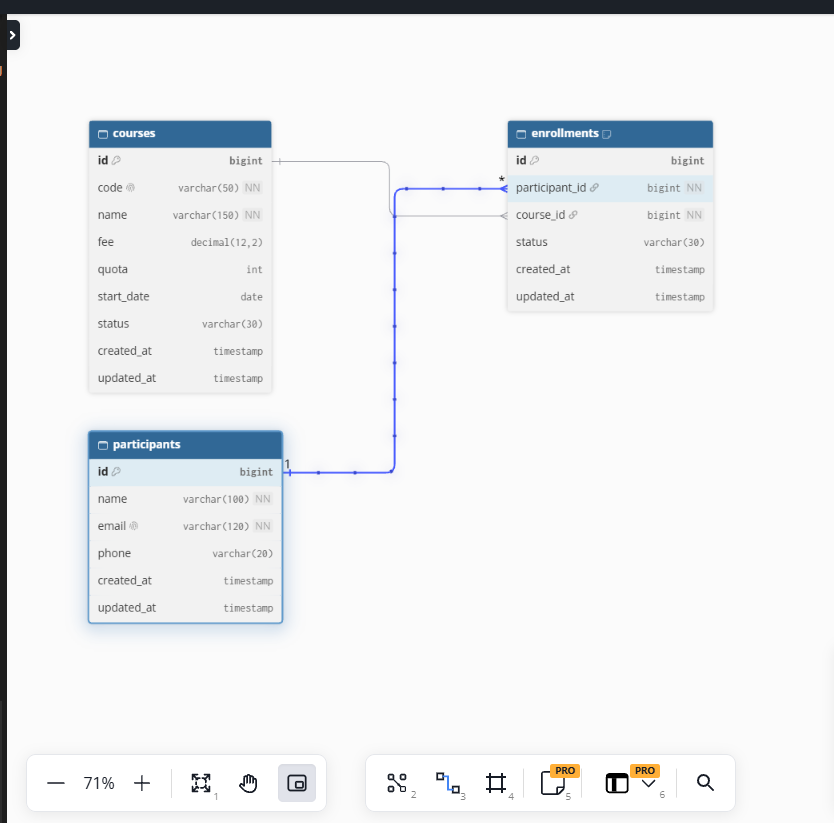 courses
id bigint
code varchar(50) NN
name varchar(150) NN
fee decimal(12,2)
quota int
start_date date
status varchar(30)
created_at timestamp
updated_at timestamp
enrollments
id bigint
* participant_id bigint NN
course_id bigint NN
status varchar(30)
created_at timestamp
updated_at timestamp
participants
id bigint 1
name varchar(100) NN
email varchar(120) NN
phone varchar(20)
created_at timestamp
updated_at timestamp
71% 1 2 3 4 PRO 5 PRO 6